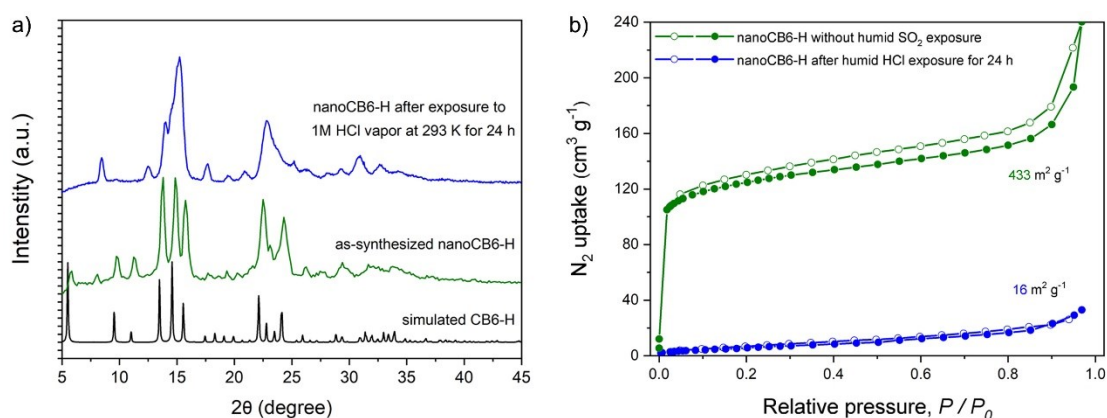 a)
Intenstity (a.u.)
nanoCB6-H after exposure to
1M HCl vapor at 293 K for 24 h
as-synthesized nanoCB6-H
simulated CB6-H
5 10 15 20 25 30 35 40 45
2θ (degree)
b)
N2 uptake (cm3 g-1)
240
200
160
120
80
40
0
nanoCB6-H without humid SO2 exposure
nanoCB6-H after humid HCl exposure for 24 h
433 m2 g-1
16 m2 g-1
0.0 0.2 0.4 0.6 0.8 1.0
Relative pressure, P / P0